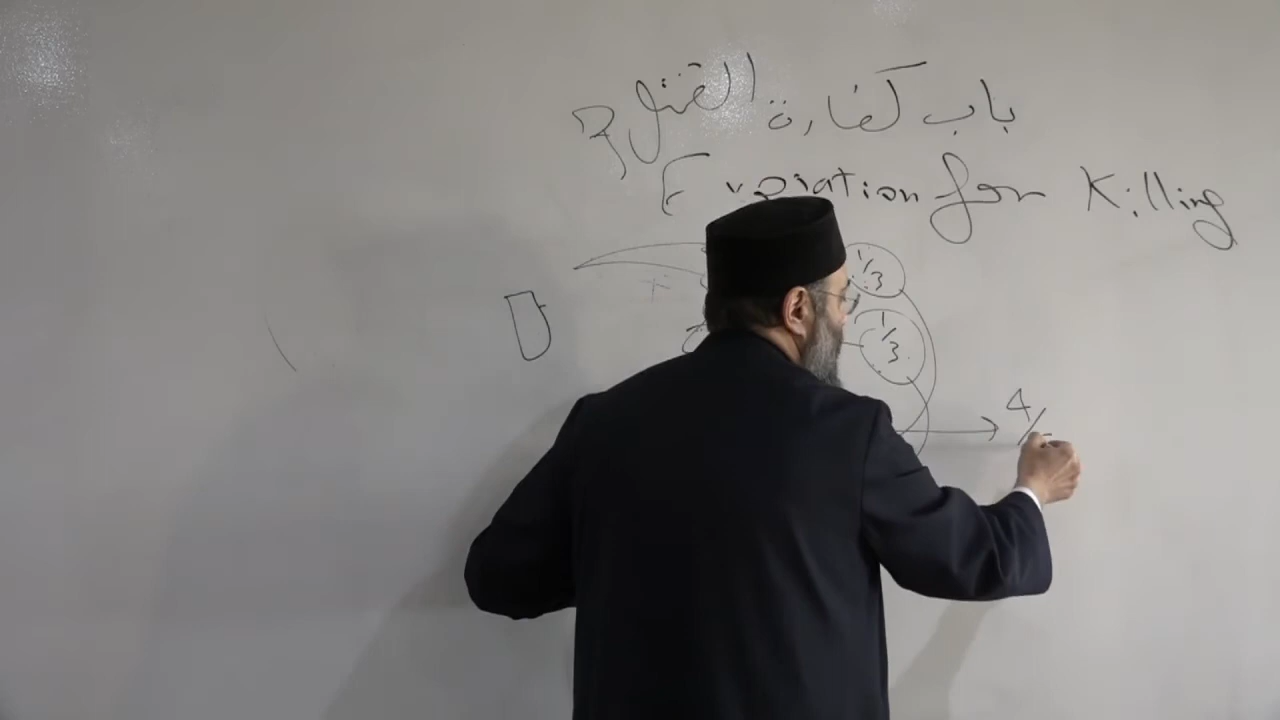 باب كفارة القتل
Expiation for Killing
1/3
1/3
4/